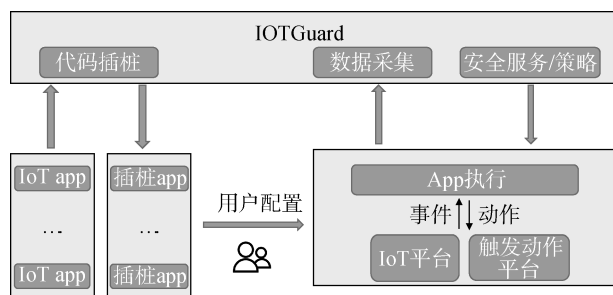 IOTGuard
代码插桩
数据采集
安全服务/策略
IoT app
….
IoT app
插桩app
….
插桩app
用户配置
App执行
事件
动作
IoT平台
触发动作
平台